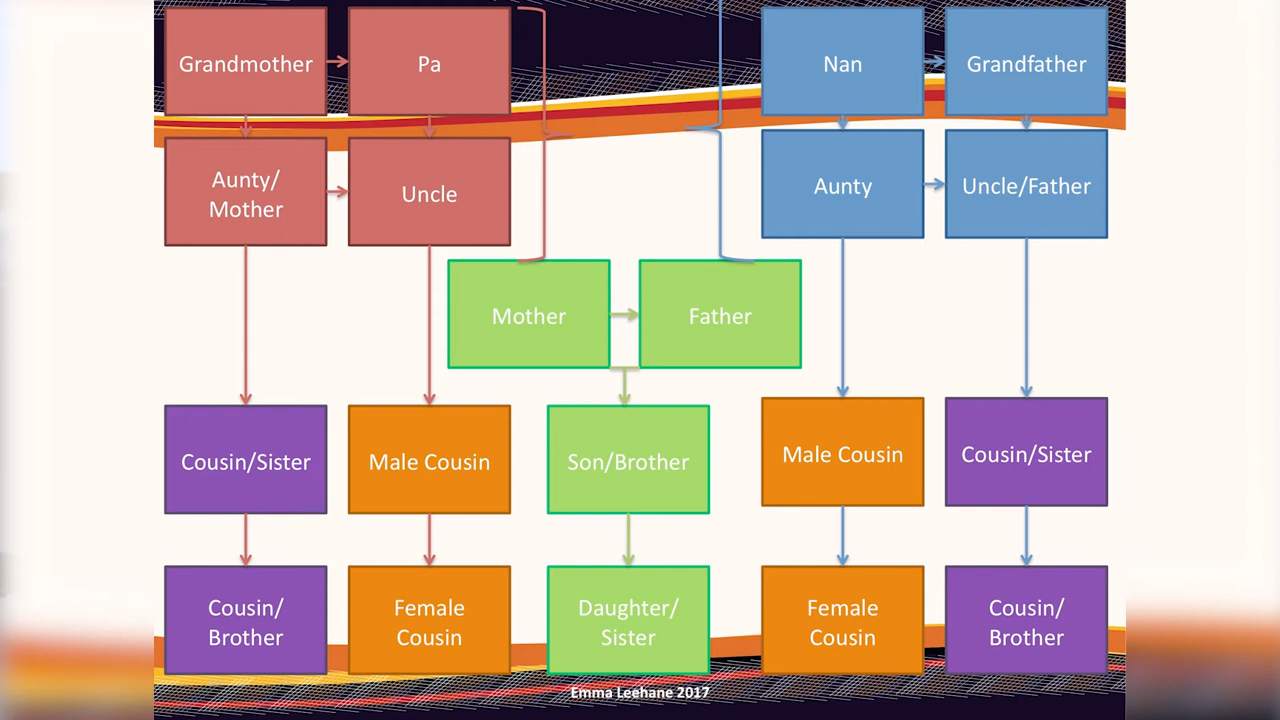 Grandmother
Pa
Nan
Grandfather
Aunty/
Mother
Uncle
Aunty
Uncle/Father
Mother
Father
Cousin/Sister
Male Cousin
Son/Brother
Male Cousin
Cousin/Sister
Cousin/
Brother
Female
Cousin
Daughter/
Sister
Female
Cousin
Cousin/
Brother
Emma Leehane 2017